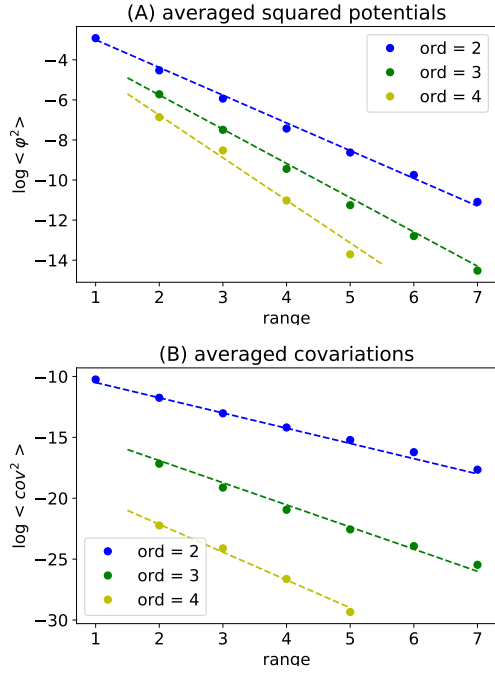 (A) averaged squared potentials
ord = 2
ord = 3
ord = 4
log < φ² >
−4
−6
−8
−10
−12
−14
1 2 3 4 5 6 7
range
(B) averaged covariations
log < cov² >
−10
−15
−20
−25
−30
ord = 2
ord = 3
ord = 4
1 2 3 4 5 6 7
range